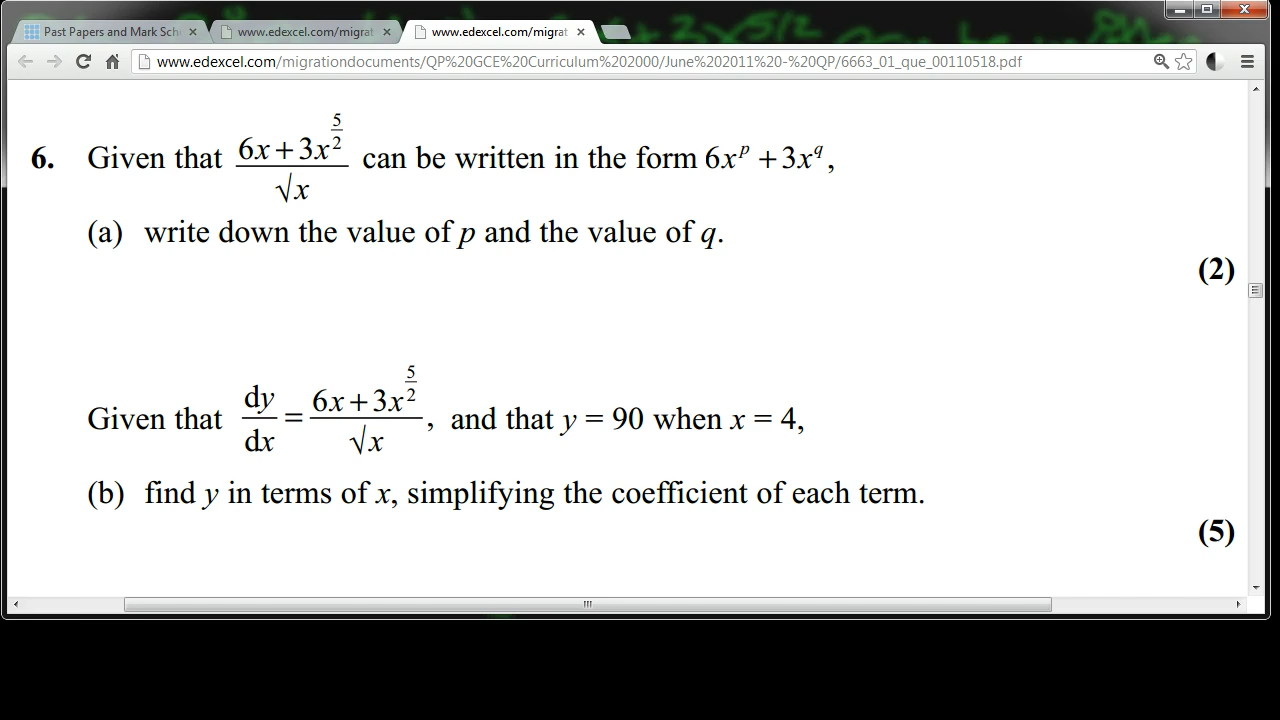 x 5/2
Past Papers and Mark Sch
www.edexcel.com/migrat
www.edexcel.com/migrat
www.edexcel.com/migrationdocuments/QP%20GCE%20Curriculum%202000/June%202011%20-%20QP/6663_01_que_00110518.pdf
6. Given that (6x+3x^(5/2))/√x can be written in the form 6x^p + 3x^q,
(a) write down the value of p and the value of q.
(2)
Given that dy/dx = (6x+3x^(5/2))/√x, and that y = 90 when x = 4,
(b) find y in terms of x, simplifying the coefficient of each term.
(5)